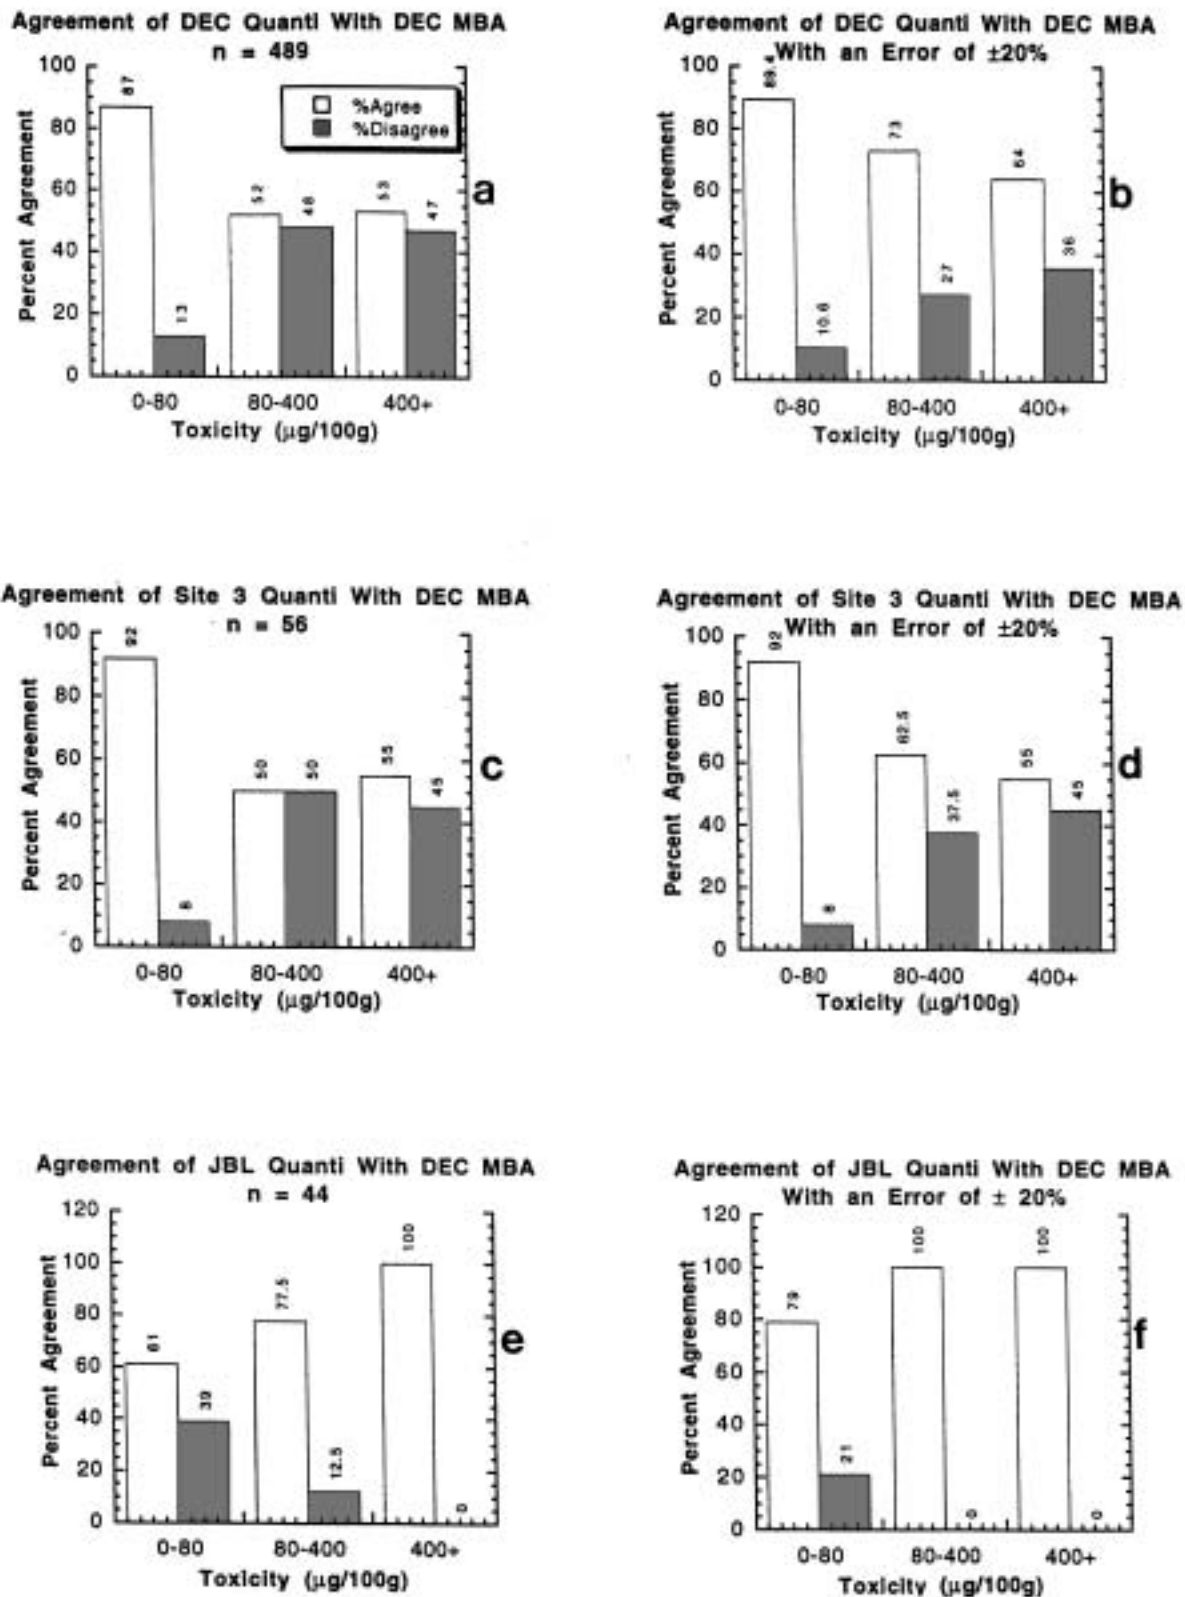 Agreement of DEC Quanti With DEC MBA
n = 489
100
80
60
40
20
0
Percent Agreement
87
13
52
48
53
47
%Agree
%Disagree
a
0-80 80-400 400+
Toxicity (µg/100g)
Agreement of DEC Quanti With DEC MBA
With an Error of ±20%
100
80
60
40
20
0
Percent Agreement
89.4
10.6
73
27
64
36
b
0-80 80-400 400+
Toxicity (µg/100g)
Agreement of Site 3 Quanti With DEC MBA
n = 56
100
80
60
40
20
0
Percent Agreement
92
8
50
50
55
45
c
0-80 80-400 400+
Toxicity (µg/100g)
Agreement of Site 3 Quanti With DEC MBA
With an Error of ±20%
100
80
60
40
20
0
Percent Agreement
92
8
62.5
37.5
55
45
d
0-80 80-400 400+
Toxicity (µg/100g)
Agreement of JBL Quanti With DEC MBA
n = 44
120
100
80
60
40
20
0
Percent Agreement
61
39
77.5
12.5
100
0
e
0-80 80-400 400+
Toxicity (µg/100g)
Agreement of JBL Quanti With DEC MBA
With an Error of ± 20%
120
100
80
60
40
20
0
Percent Agreement
79
21
100
0
100
0
f
0-80 80-400 400+
Toxicity (µg/100g)